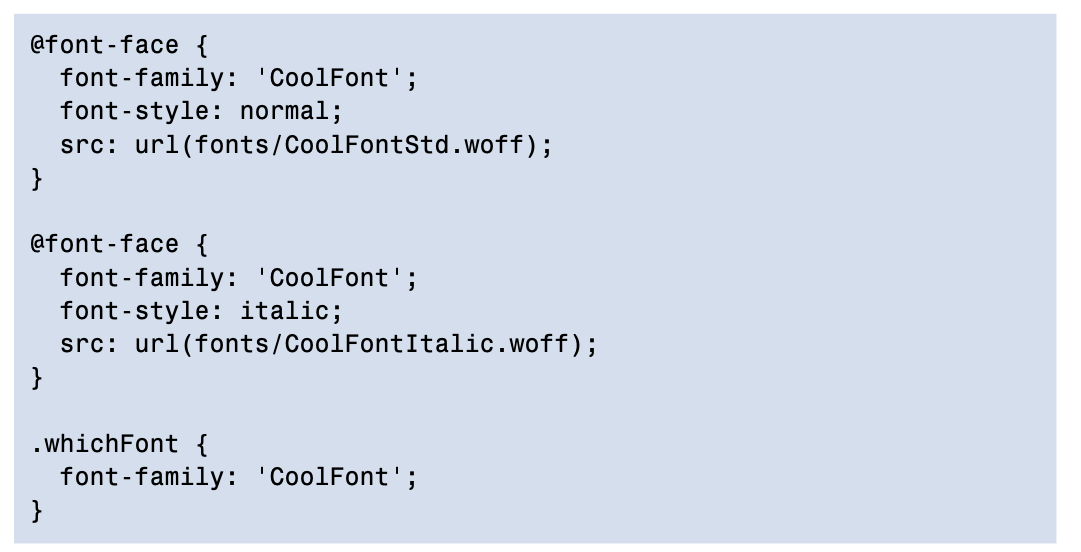 @font-face {
  font-family: 'CoolFont';
  font-style: normal;
  src: url(fonts/CoolFontStd.woff);
}

@font-face {
  font-family: 'CoolFont';
  font-style: italic;
  src: url(fonts/CoolFontItalic.woff);
}

.whichFont {
  font-family: 'CoolFont';
}